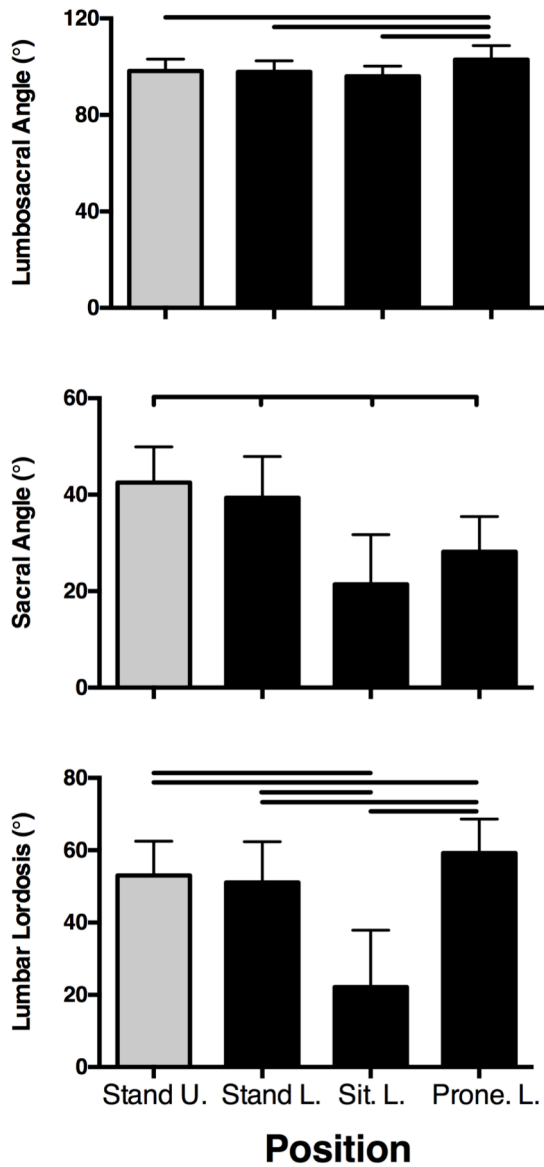 Lumbosacral Angle (°)
120
80
40
0
Sacral Angle (°)
60
40
20
0
Lumbar Lordosis (°)
80
60
40
20
0
Stand U. Stand L. Sit. L. Prone. L.
Position